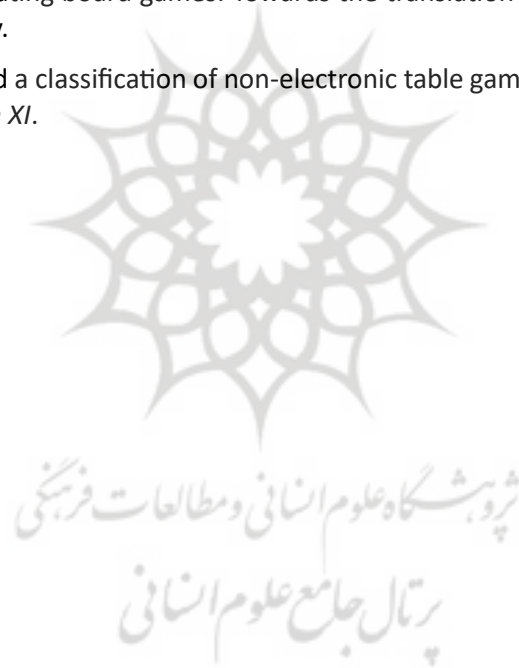 ating board games: Towards the translation
y.
d a classification of non-electronic table gam
XI.
پژوهشگاه علوم انسانی و مطالعات فرهنگی
پرتال جامع علوم انسانی